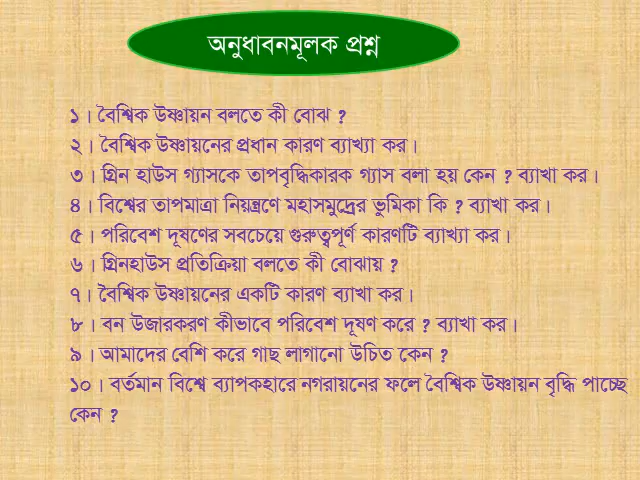 অনুধাবনমূলক প্রশ্ন
১। বৈশ্বিক উষ্ণায়ন বলতে কী বোঝ ?
২। বৈশ্বিক উষ্ণায়নের প্রধান কারণ ব্যাখ্যা কর।
৩। গ্রিন হাউস গ্যাসকে তাপবৃদ্ধিকারক গ্যাস বলা হয় কেন ? ব্যাখা কর।
৪। বিশ্বের তাপমাত্রা নিয়ন্ত্রণে মহাসমুদ্রের ভুমিকা কি ? ব্যাখা কর।
৫। পরিবেশ দূষণের সবচেয়ে গুরুত্বপূর্ণ কারণটি ব্যাখ্যা কর।
৬। গ্রিনহাউস প্রতিক্রিয়া বলতে কী বোঝায় ?
৭। বৈশ্বিক উষ্ণায়নের একটি কারণ ব্যাখা কর।
৮। বন উজারকরণ কীভাবে পরিবেশ দূষণ করে ? ব্যাখা কর।
৯। আমাদের বেশি করে গাছ লাগানো উচিত কেন ?
১০। বর্তমান বিশ্বে ব্যাপকহারে নগরায়নের ফলে বৈশ্বিক উষ্ণায়ন বৃদ্ধি পাচ্ছে
কেন ?